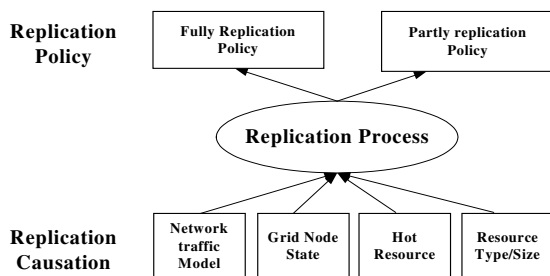 Replication
Policy
Fully Replication
Policy
Partly replication
Policy
Replication Process
Replication
Causation
Network
traffic
Model
Grid Node
State
Hot
Resource
Resource
Type/Size